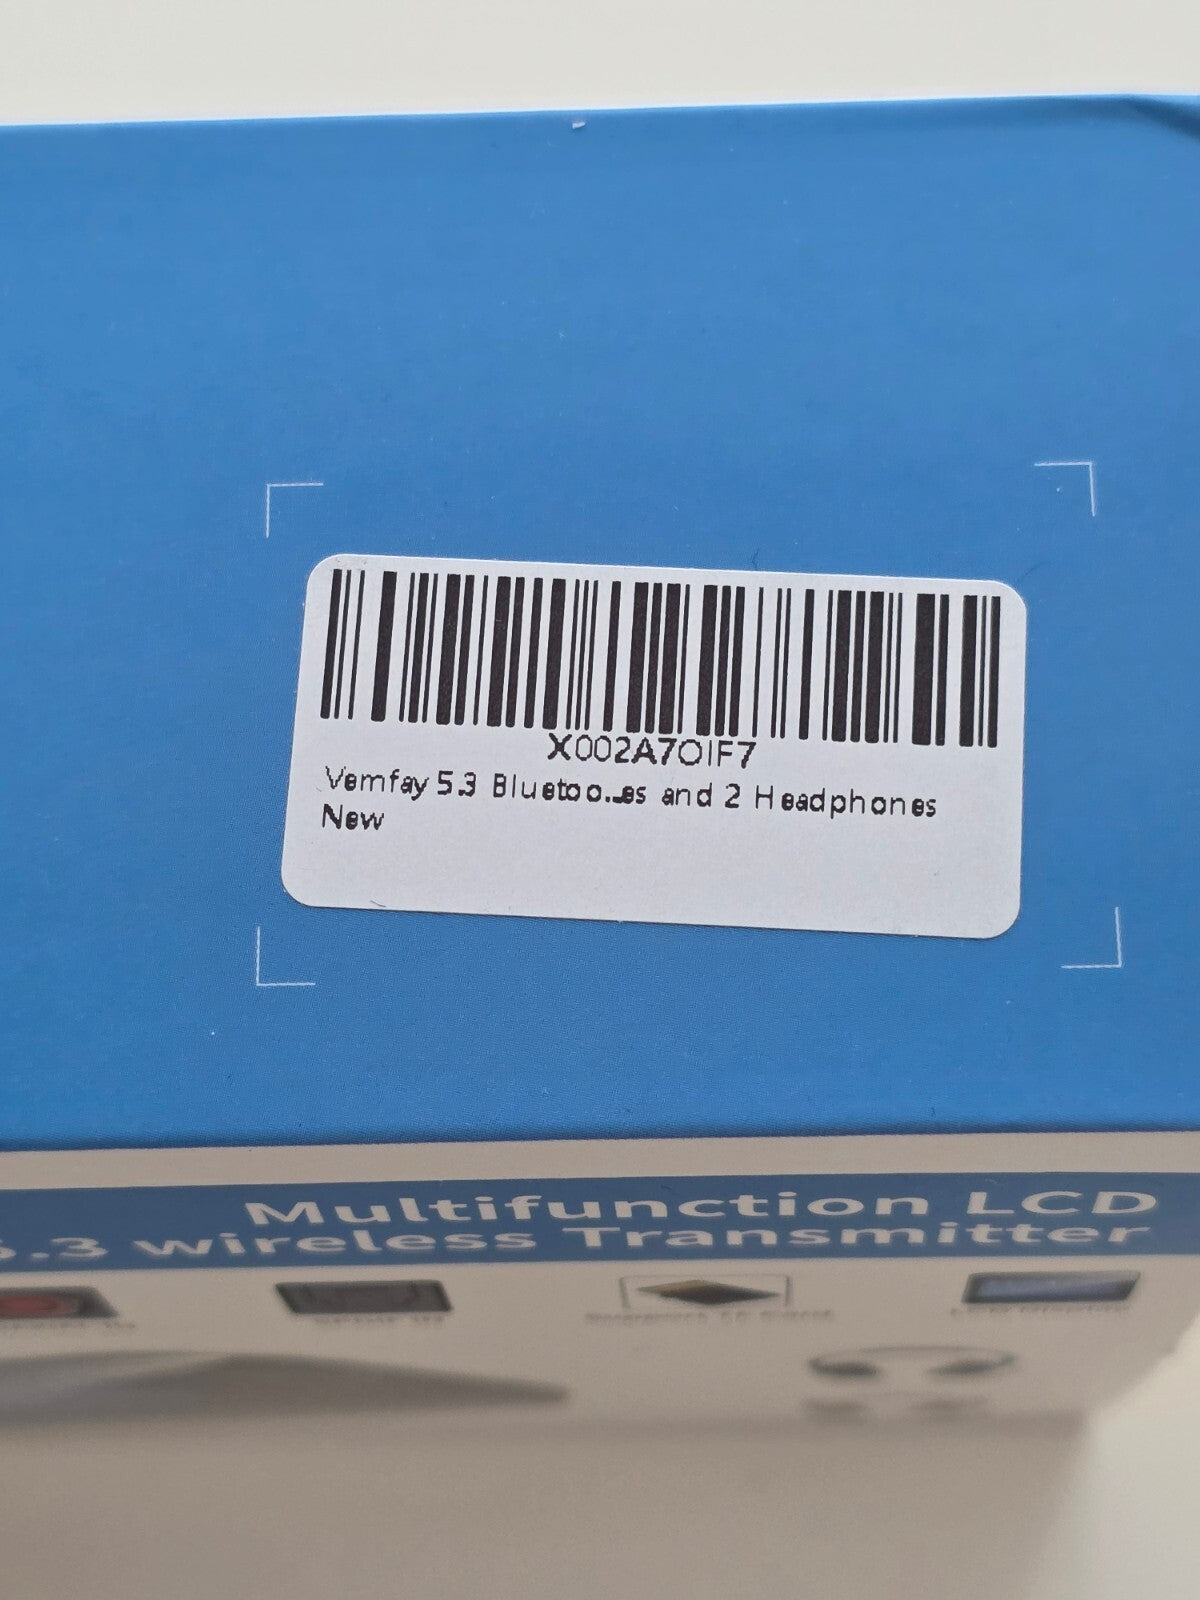 X002A7OIF7
Vemfay 5.3 Bluetoo...es and 2 Headphones
New
Multifunction LCD
5.3 wireless Transmitter